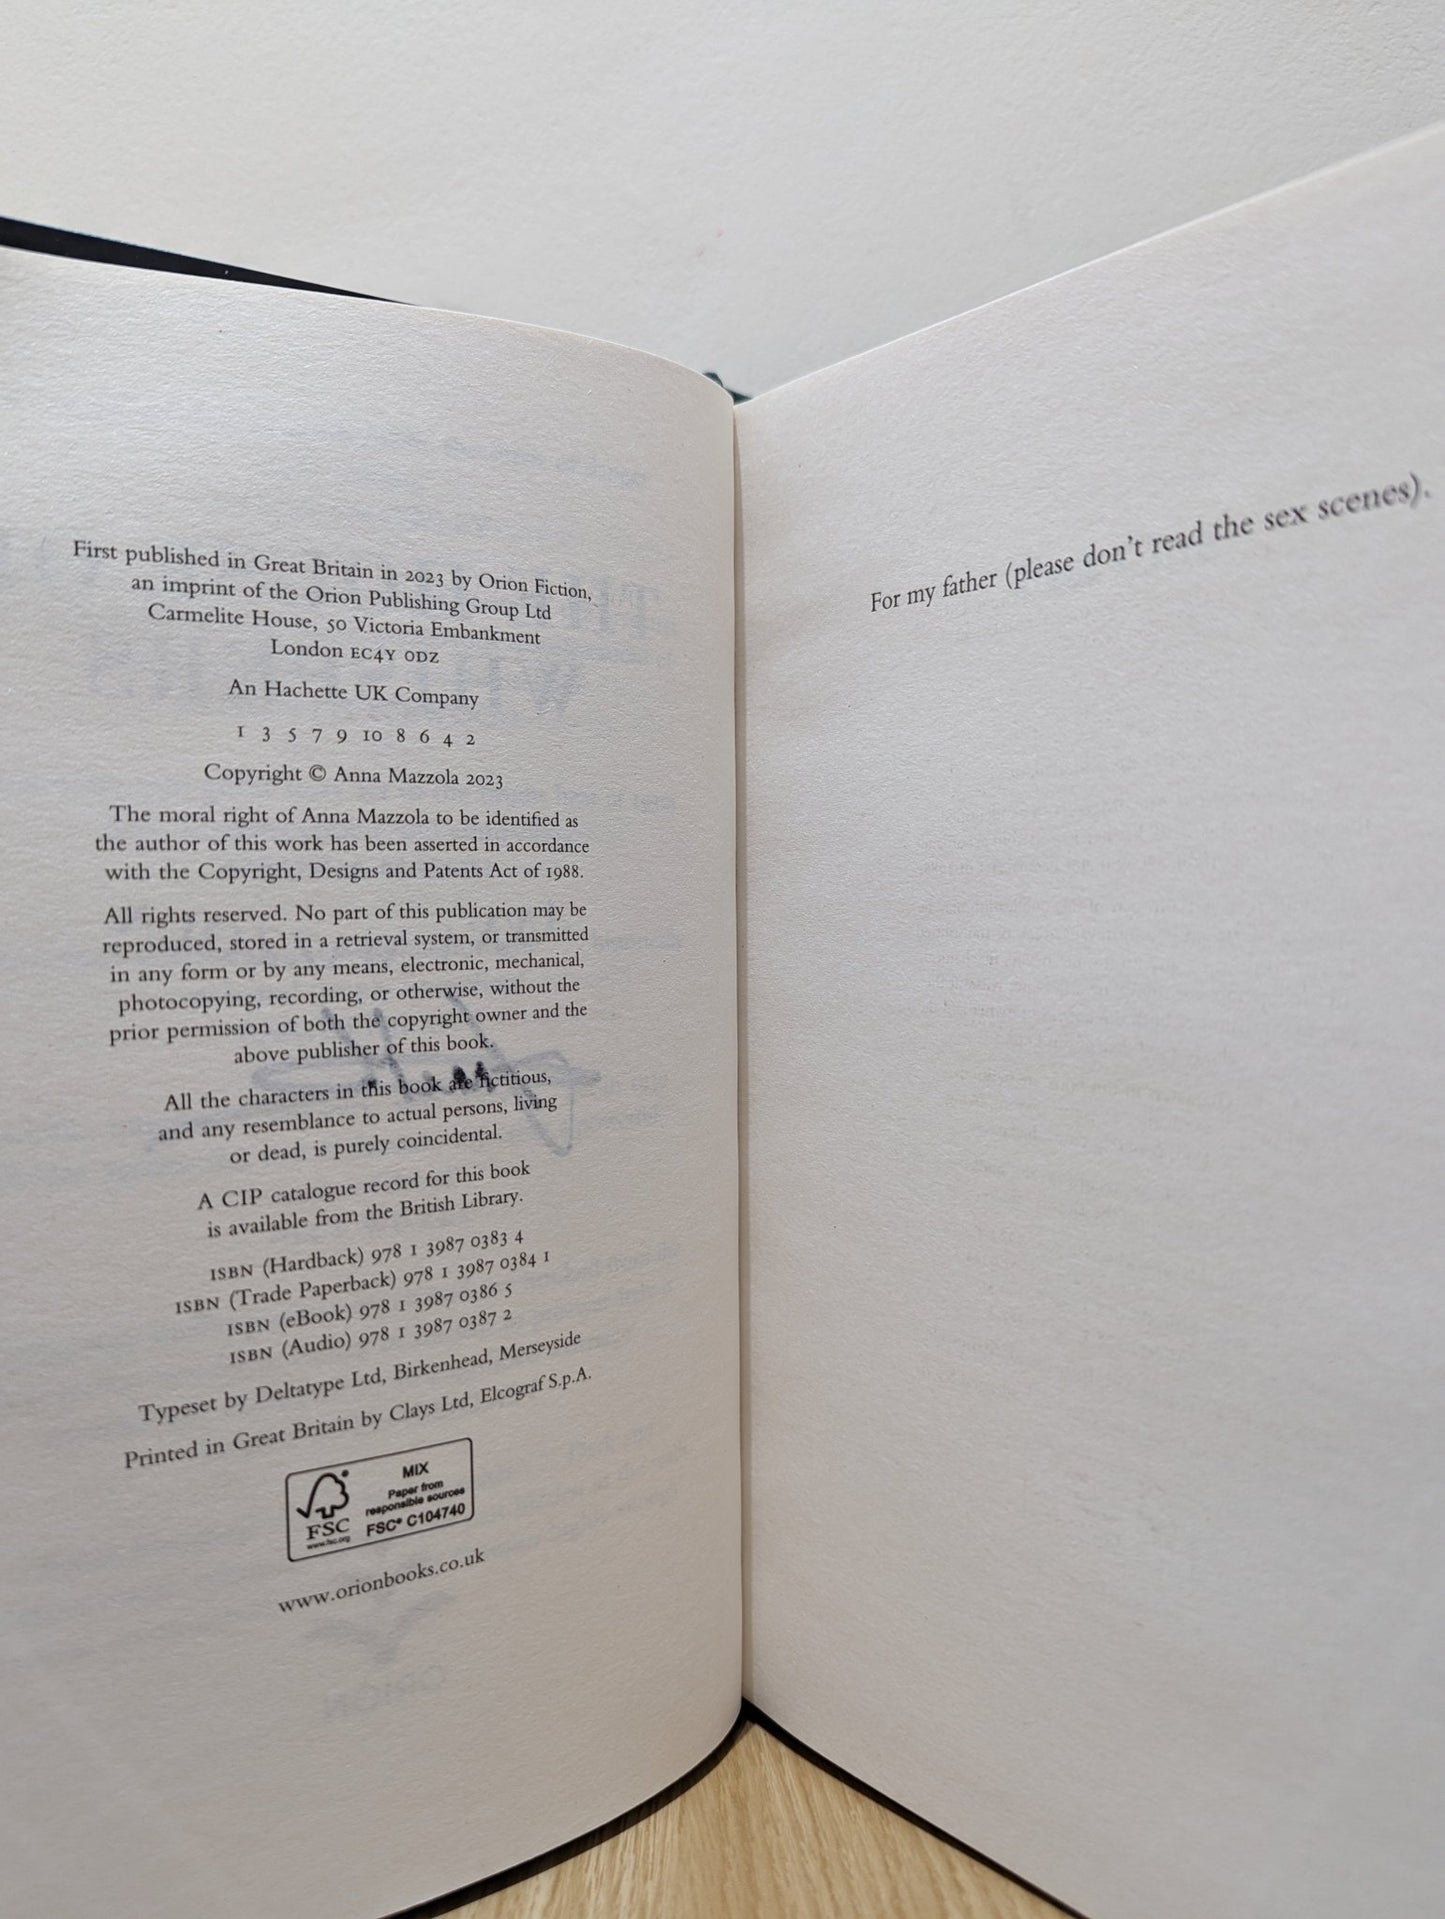 First published in Great Britain in 2023 by Orion Fiction,
an imprint of the Orion Publishing Group Ltd
Carmelite House, 50 Victoria Embankment
London EC4Y 0DZ
An Hachette UK Company
1 3 5 7 9 10 8 6 4 2
Copyright © Anna Mazzola 2023
The moral right of Anna Mazzola to be identified as
the author of this work has been asserted in accordance
with the Copyright, Designs and Patents Act of 1988.
All rights reserved. No part of this publication may be
reproduced, stored in a retrieval system, or transmitted
in any form or by any means, electronic, mechanical,
photocopying, recording, or otherwise, without the
prior permission of both the copyright owner and the
above publisher of this book.
All the characters in this book are fictitious,
and any resemblance to actual persons, living
or dead, is purely coincidental.
A CIP catalogue record for this book
is available from the British Library.
ISBN (Hardback) 978 1 3987 0383 4
ISBN (Trade Paperback) 978 1 3987 0384 1
ISBN (eBook) 978 1 3987 0386 5
ISBN (Audio) 978 1 3987 0387 2
Typeset by Deltatype Ltd, Birkenhead, Merseyside
Printed in Great Britain by Clays Ltd, Elcograf S.p.A.
FSC
www.fsc.org
MIX
Paper from
responsible sources
FSC® C104740
www.orionbooks.co.uk
For my father (please don't read the sex scenes).